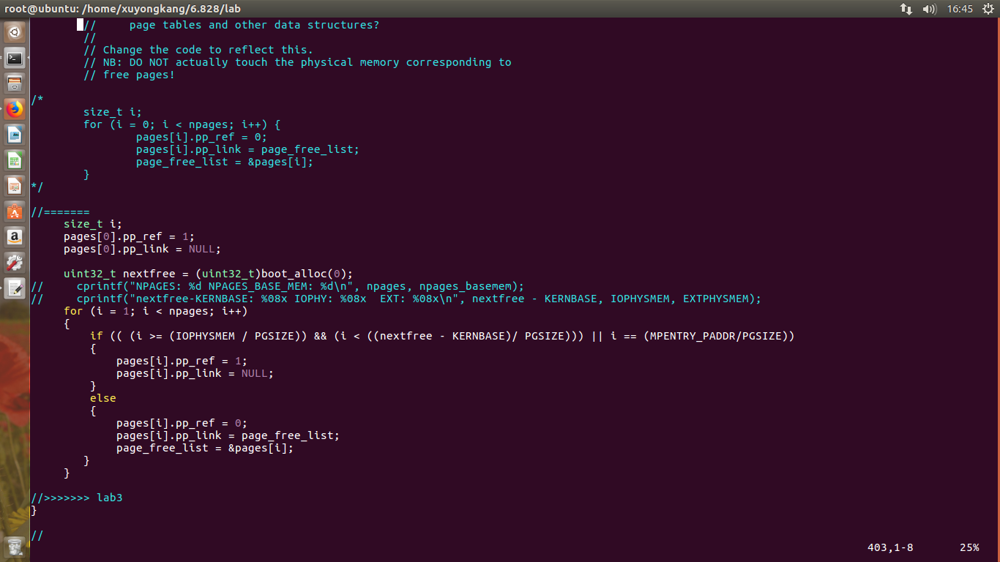 root@ubuntu: /home/xuyongkang/6.828/lab 16:45
//     page tables and other data structures?
//
// Change the code to reflect this.
// NB: DO NOT actually touch the physical memory corresponding to
// free pages!
/*
size_t i;
for (i = 0; i < npages; i++) {
pages[i].pp_ref = 0;
pages[i].pp_link = page_free_list;
page_free_list = &pages[i];
}
*/
//=======
size_t i;
pages[0].pp_ref = 1;
pages[0].pp_link = NULL;
uint32_t nextfree = (uint32_t)boot_alloc(0);
//     cprintf("NPAGES: %d NPAGES_BASE_MEM: %d\n", npages, npages_basemem);
//     cprintf("nextfree-KERNBASE: %08x IOPHY: %08x  EXT: %08x\n", nextfree - KERNBASE, IOPHYSMEM, EXTPHYSMEM);
for (i = 1; i < npages; i++)
{
if (( (i >= (IOPHYSMEM / PGSIZE)) && (i < ((nextfree - KERNBASE)/ PGSIZE))) || i == (MPENTRY_PADDR/PGSIZE))
{
pages[i].pp_ref = 1;
pages[i].pp_link = NULL;
}
else
{
pages[i].pp_ref = 0;
pages[i].pp_link = page_free_list;
page_free_list = &pages[i];
}
}
//>>>>>>> lab3
}
//
403,1-8 25%